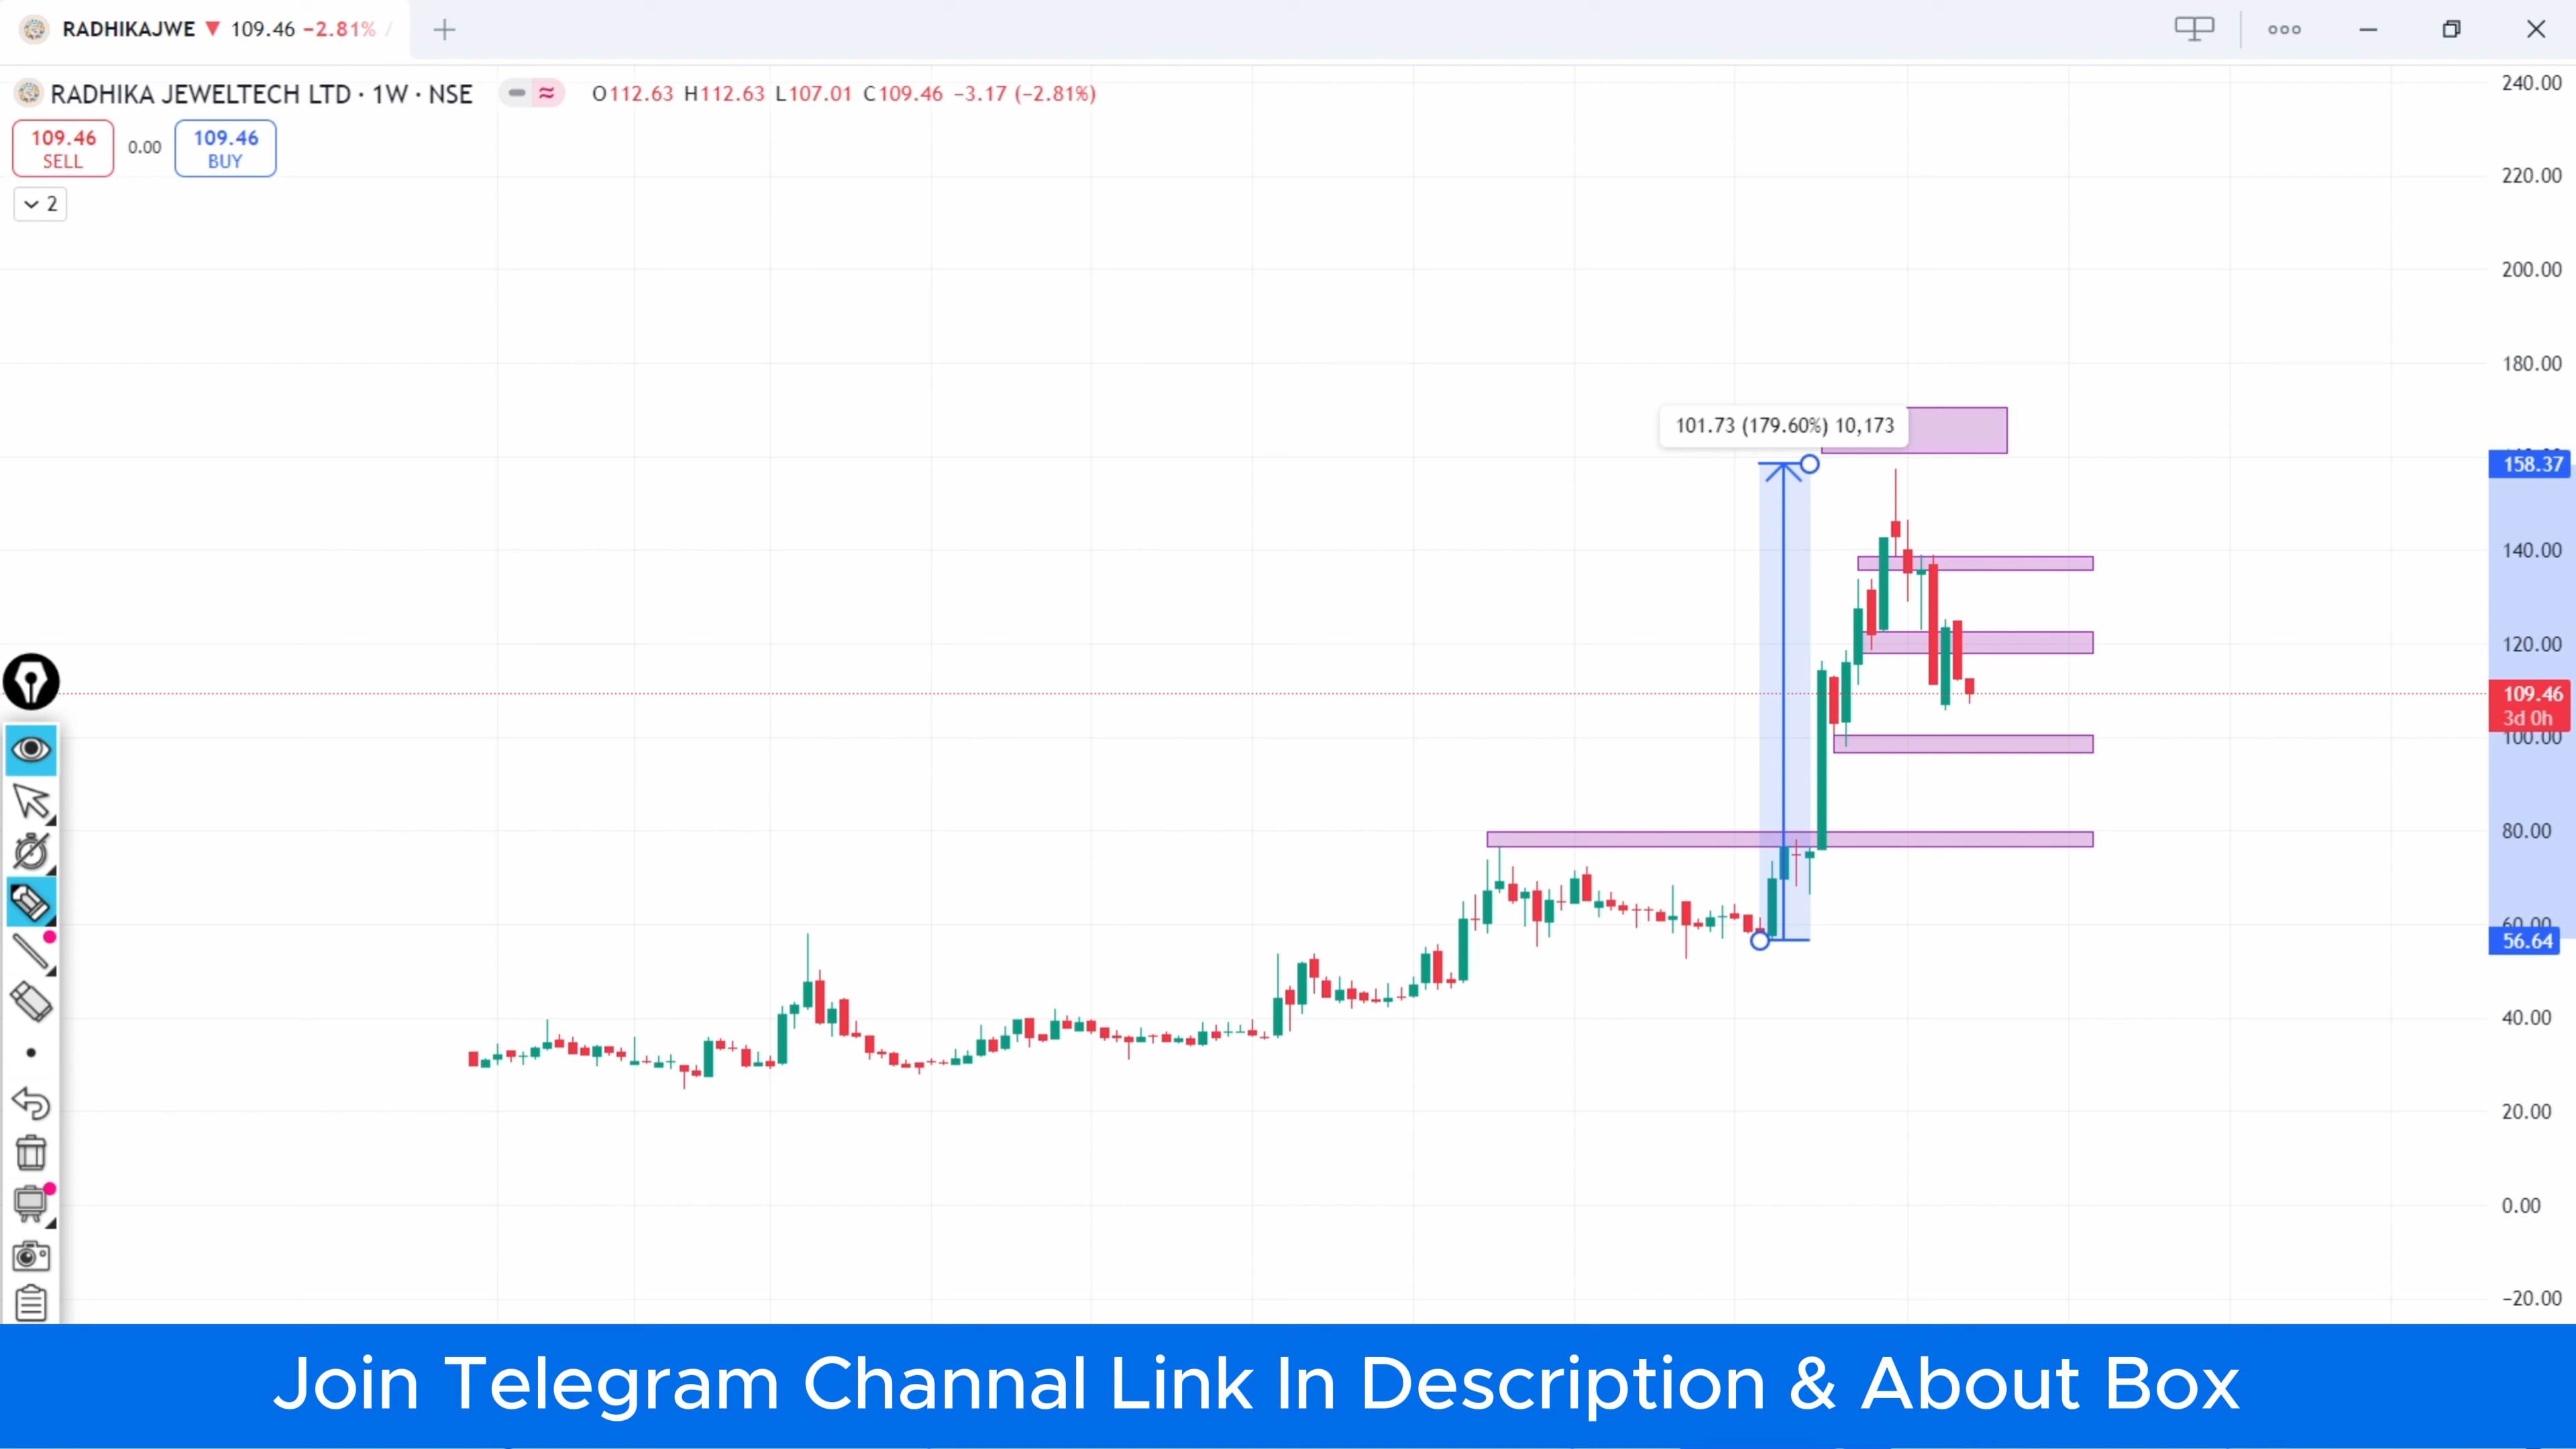 RADHIKAJWE ▼ 109.46 −2.81% /
RADHIKA JEWELTECH LTD · 1W · NSE
O112.63 H112.63 L107.01 C109.46 −3.17 (−2.81%)
109.46
SELL
0.00
109.46
BUY
2
101.73 (179.60%) 10,173
240.00
220.00
200.00
180.00
158.37
140.00
120.00
109.46
3d 0h
100.00
80.00
60.00
56.64
40.00
20.00
0.00
−20.00
Join Telegram Channal Link In Description & About Box